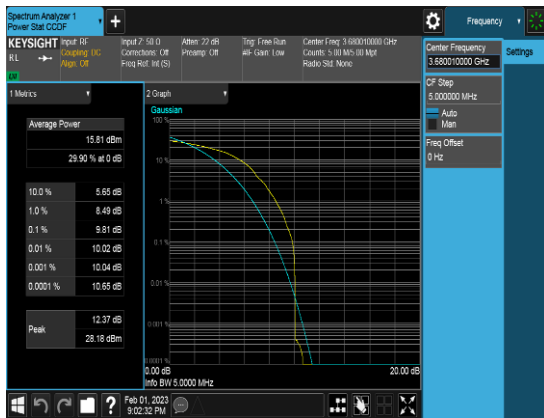 Spectrum Analyzer 1
Power Stat CCDF
Frequency
KEYSIGHT
RL
Input: RF
Coupling: DC
Align: Off
Input Z: 50 Ω
Corrections: Off
Freq Ref: Int (S)
Atten: 22 dB
Preamp: Off
Trig: Free Run
#IF Gain: Low
Center Freq: 3.680010000 GHz
Counts: 5.00 M/5.00 Mpt
Radio Std: None
Center Frequency
3.680010000 GHz
Settings
CF Step
5.000000 MHz
Auto
Man
Freq Offset
0 Hz
1 Metrics
Average Power
15.81 dBm
29.90 % at 0 dB
10.0 % 5.65 dB
1.0 % 8.49 dB
0.1 % 9.81 dB
0.01 % 10.02 dB
0.001 % 10.04 dB
0.0001 % 10.65 dB
Peak
12.37 dB
28.18 dBm
2 Graph
Gaussian
100 %
10 %
1 %
0.1 %
0.01 %
0.001 %
0.0001 %
0.00 dB 20.00 dB
Info BW 5.0000 MHz
Feb 01, 2023
9:02:32 PM